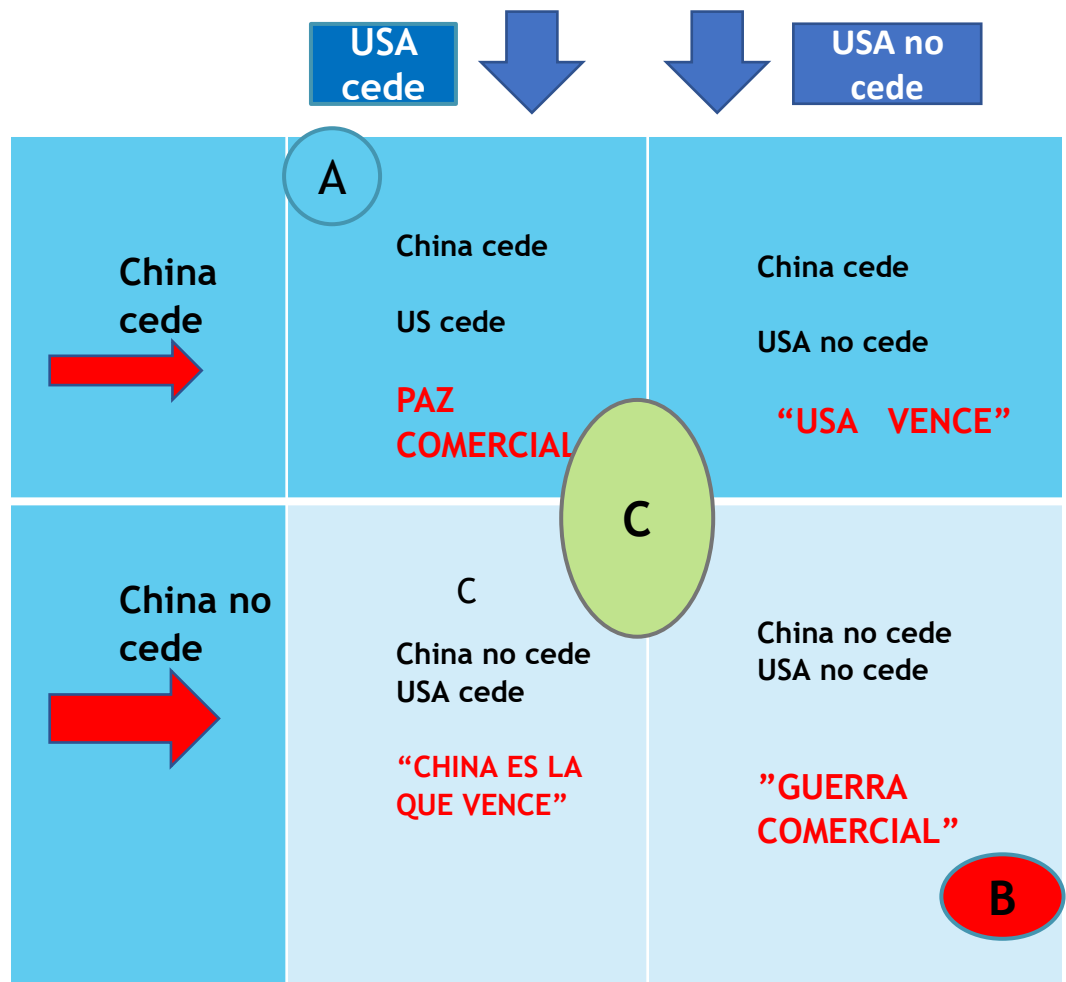 USA
cede
USA no
cede
A
China
cede
China cede
US cede
PAZ
COMERCIAL
China cede
USA no cede
“USA VENCE”
C
China no
cede
C
China no cede
USA cede
“CHINA ES LA
QUE VENCE”
China no cede
USA no cede
”GUERRA
COMERCIAL”
B